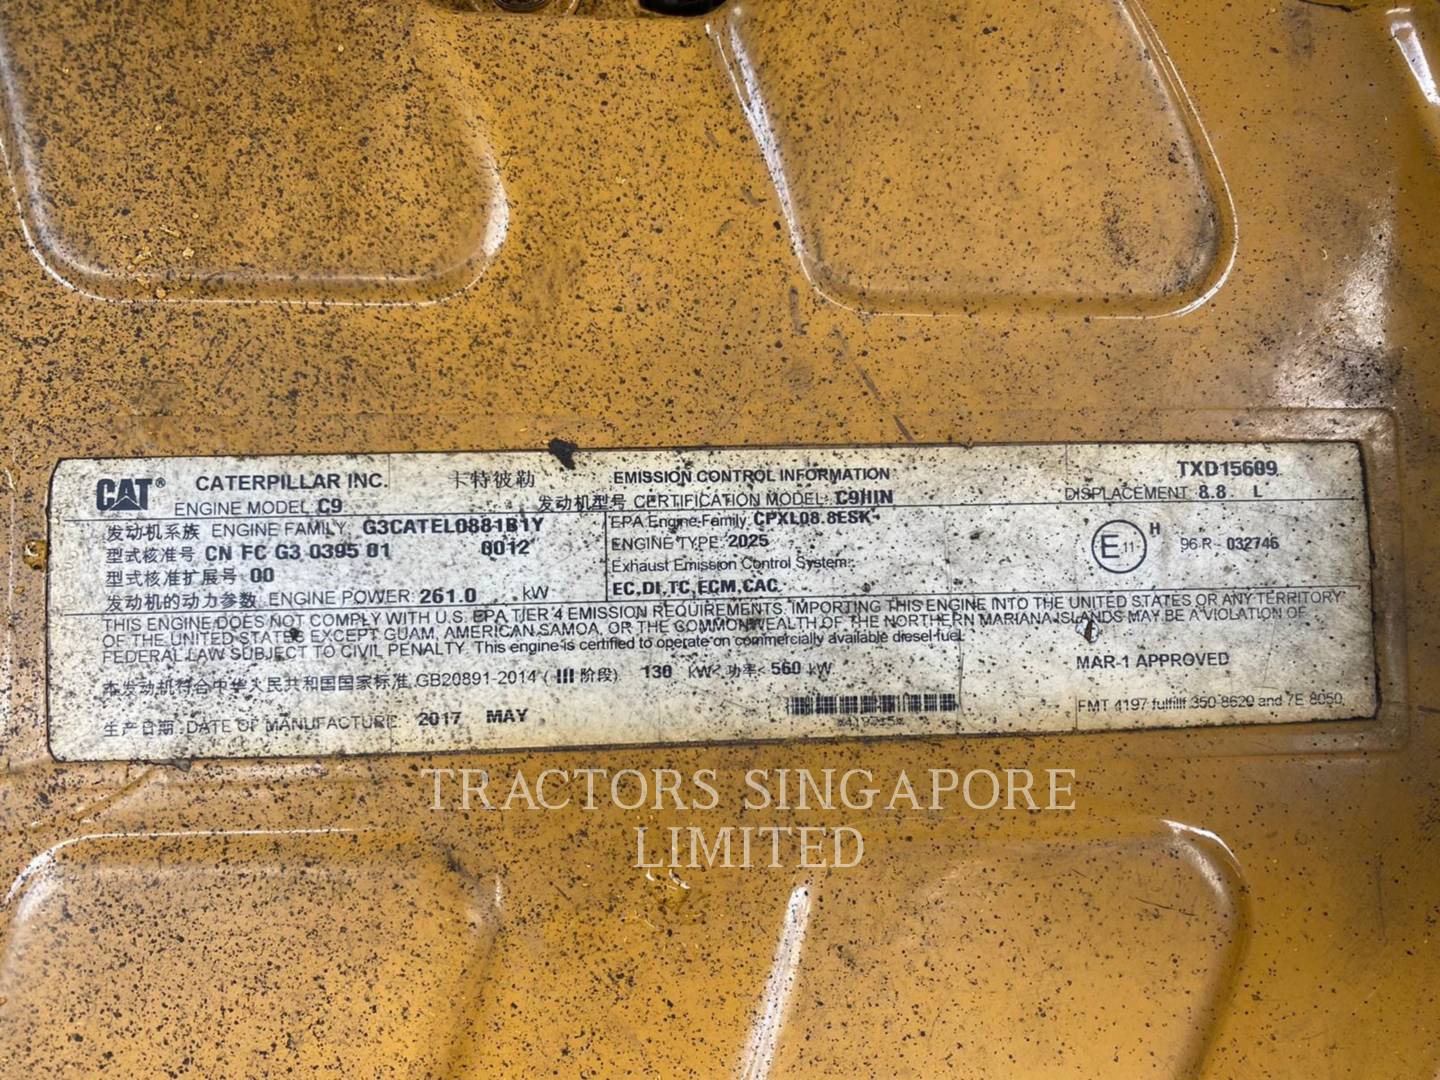 CAT® CATERPILLAR INC. 卡特彼勒 EMISSION CONTROL INFORMATION TXD15609
ENGINE MODEL C9 发动机型号 CERTIFICATION MODEL: C9HIN DISPLACEMENT 8.8 L
发动机系族 ENGINE FAMILY G3CATEL0881B1Y EPA Engine Family CPXL08.8ESK
型式核准号 CN FC G3 0395 01 0012 ENGINE TYPE 2025 E 11 H 96 R- 032746
型式核准扩展号 00 Exhaust Emission Control System:
发动机的动力参数 ENGINE POWER 261.0 kW EC,DI,TC,ECM,CAC
THIS ENGINE DOES NOT COMPLY WITH U.S. EPA TIER 4 EMISSION REQUIREMENTS. IMPORTING THIS ENGINE INTO THE UNITED STATES OR ANY TERRITORY
OF THE UNITED STATES EXCEPT GUAM, AMERICAN SAMOA, OR THE COMMONWEALTH OF THE NORTHERN MARIANA ISLANDS MAY BE A VIOLATION OF
FEDERAL LAW SUBJECT TO CIVIL PENALTY. This engine is certified to operate on commercially available diesel fuel.
本发动机符合中华人民共和国国家标准 GB20891-2014 ( III 阶段) 130 kW< 功率< 560 kW MAR-1 APPROVED
生产日期 DATE OF MANUFACTURE 2017 MAY FMT 4197 fulfillf 350-8620 and 7E-8050
TRACTORS SINGAPORE
LIMITED